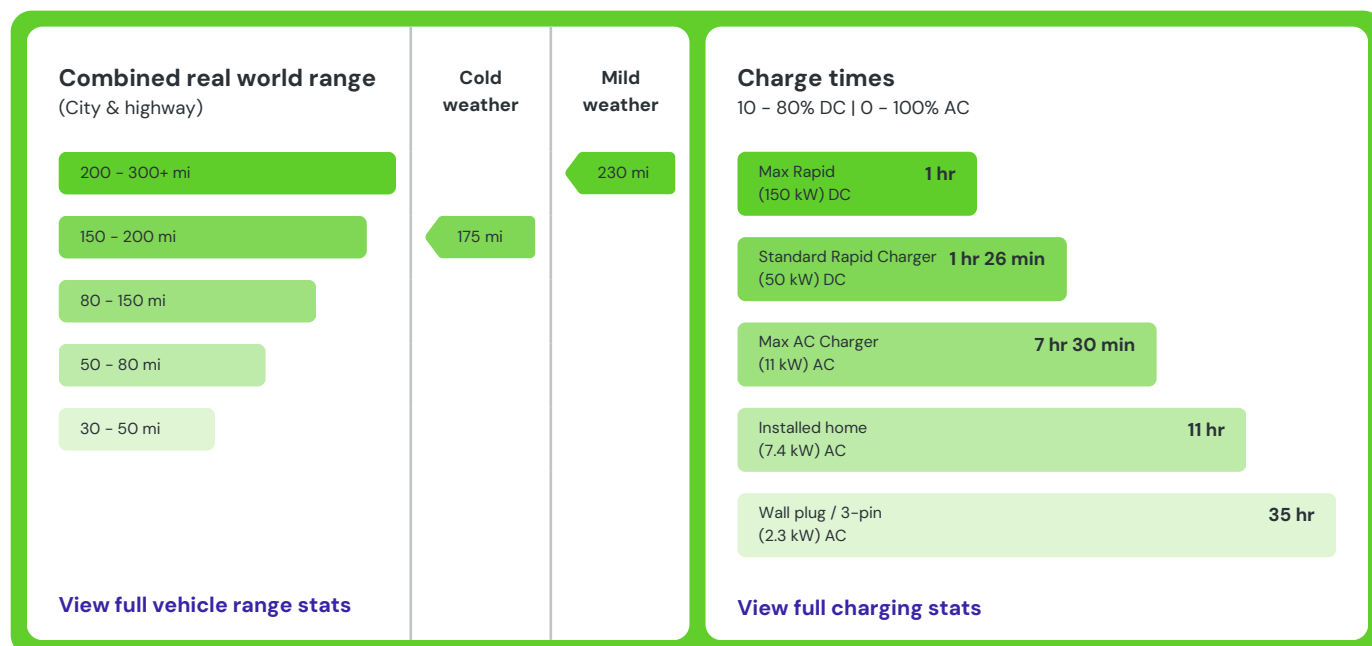 Combined real world range
(City & highway)
Cold
weather
Mild
weather
200 - 300+ mi
230 mi
150 - 200 mi
175 mi
80 - 150 mi
50 - 80 mi
30 - 50 mi
View full vehicle range stats
Charge times
10 - 80% DC | 0 - 100% AC
Max Rapid
(150 kW) DC
1 hr
Standard Rapid Charger
(50 kW) DC
1 hr 26 min
Max AC Charger
(11 kW) AC
7 hr 30 min
Installed home
(7.4 kW) AC
11 hr
Wall plug / 3-pin
(2.3 kW) AC
35 hr
View full charging stats